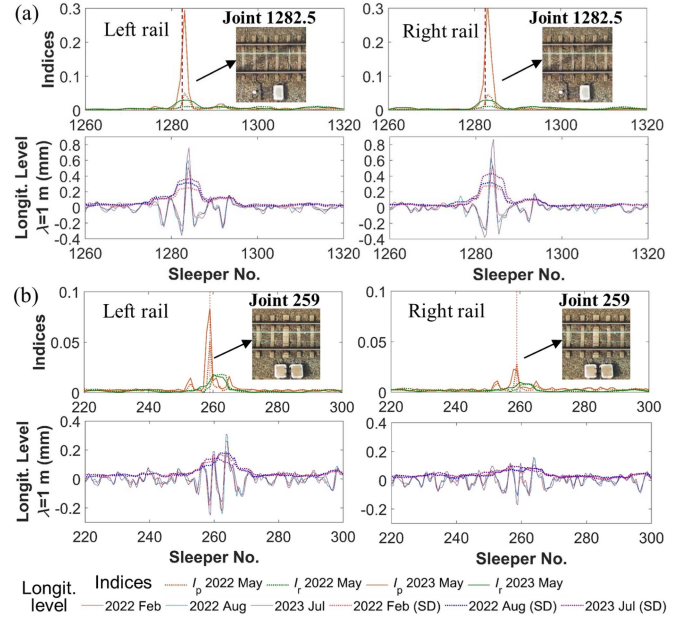 (a)
Left rail
Joint 1282.5
Right rail
Joint 1282.5
Indices
0.3
0.2
0.1
0
0.3
0.2
0.1
0
1260 1280 1300 1320
1260 1280 1300 1320
Longit. Level
λ=1 m (mm)
0.8
0.6
0.4
0.2
0
-0.2
-0.4
0.8
0.6
0.4
0.2
0
-0.2
-0.4
1260 1280 1300 1320
1260 1280 1300 1320
Sleeper No.
Sleeper No.
(b)
Left rail
Joint 259
Right rail
Joint 259
Indices
0.1
0.05
0
0.1
0.05
0
220 240 260 280 300
220 240 260 280 300
Longit. Level
λ=1 m (mm)
0.4
0.2
0
-0.2
0.4
0.2
0
-0.2
220 240 260 280 300
220 240 260 280 300
Sleeper No.
Sleeper No.
Indices Ip 2022 May Ir 2022 May Ip 2023 May Ir 2023 May
Longit. level
2022 Feb 2022 Aug 2023 Jul 2022 Feb (SD) 2022 Aug (SD) 2023 Jul (SD)